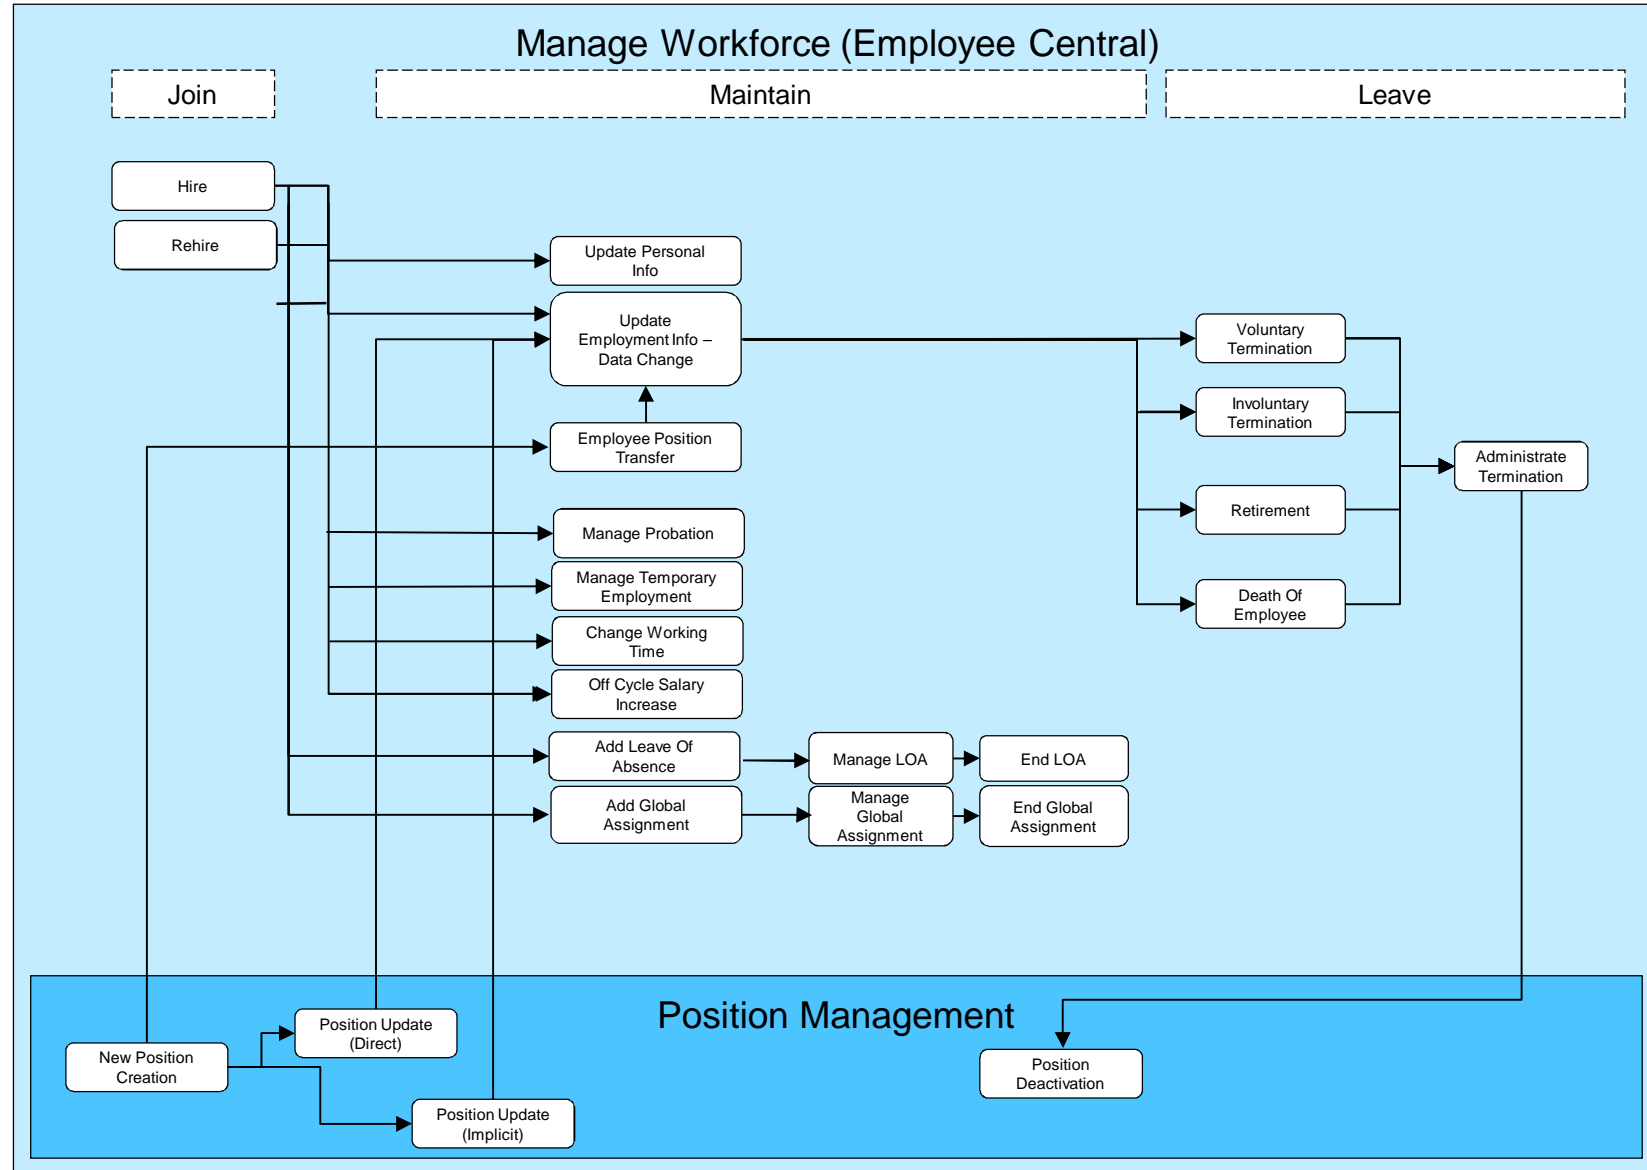 Manage Workforce (Employee Central)
Join
Maintain
Leave
Hire
Rehire
Update Personal
Info
Update
Employment Info –
Data Change
Employee Position
Transfer
Manage Probation
Manage Temporary
Employment
Change Working
Time
Off Cycle Salary
Increase
Add Leave Of
Absence
Manage LOA
End LOA
Add Global
Assignment
Manage
Global
Assignment
End Global
Assignment
Voluntary
Termination
Involuntary
Termination
Retirement
Death Of
Employee
Administrate
Termination
Position Management
New Position
Creation
Position Update
(Direct)
Position Update
(Implicit)
Position
Deactivation